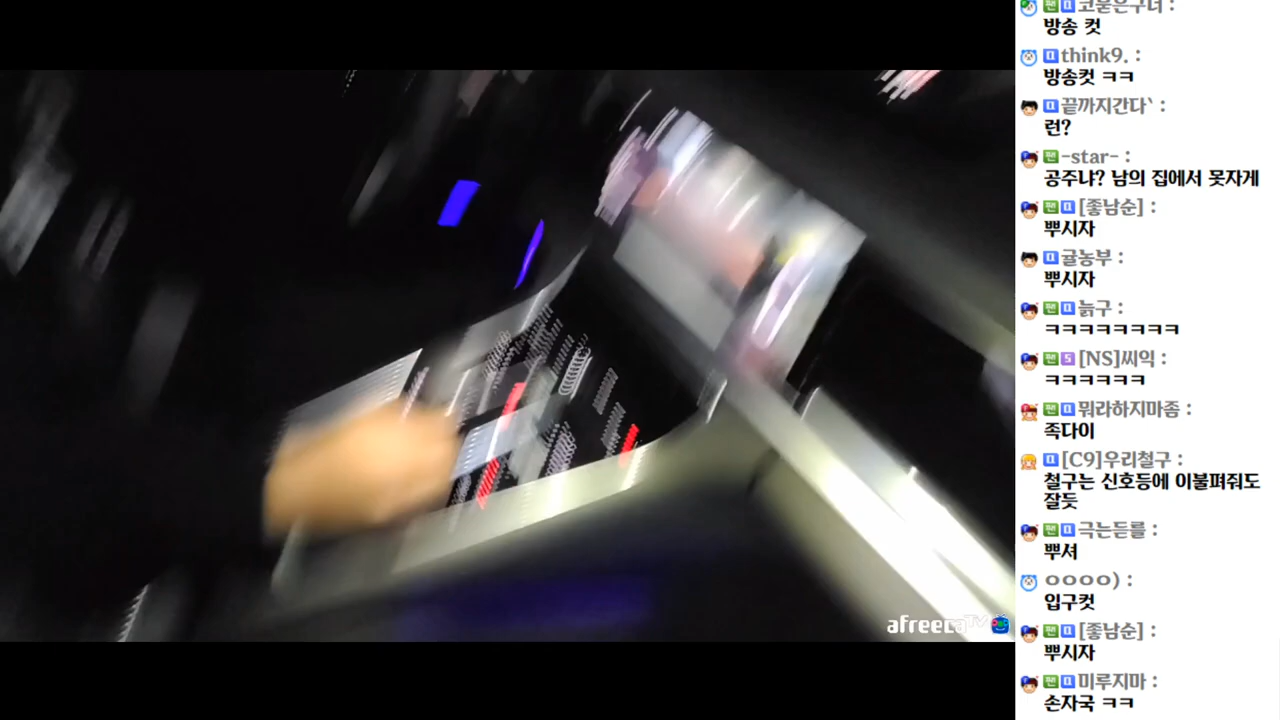 코묻은구너 :
방송 컷
think9. :
방송컷 ㅋㅋ
끝까지간다` :
런?
-star- :
공주냐? 남의 집에서 못자게
[좋남순] :
뿌시자
귤농부 :
뿌시자
늙구 :
ㅋㅋㅋㅋㅋㅋㅋㅋ
[NS]씨익 :
ㅋㅋㅋㅋㅋㅋ
뭐라하지마좀 :
족다이
[C9]우리철구 :
철구는 신호등에 이불펴줘도
잘듯
극는듣를 :
뿌셔
ㅇㅇㅇㅇ) :
입구컷
[좋남순] :
뿌시자
미루지마 :
손자국 ㅋㅋ
afreecaTV